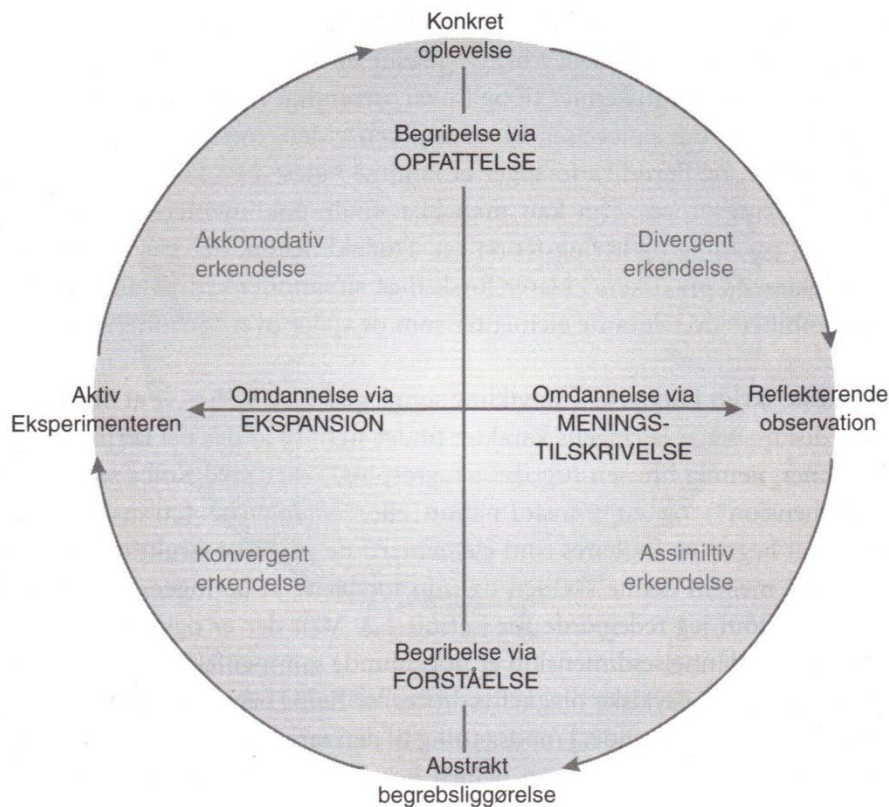 Konkret
oplevelse
Begribelse via
OPFATTELSE
Akkomodativ
erkendelse
Divergent
erkendelse
Aktiv
Eksperimenteren
Omdannelse via
EKSPANSION
Omdannelse via
MENINGS-
TILSKRIVELSE
Reflekterende
observation
Konvergent
erkendelse
Assimiltiv
erkendelse
Begribelse via
FORSTÅELSE
Abstrakt
begrebsliggørelse